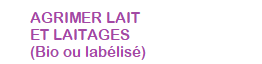 AGRIMER LAIT
ET LAITAGES
(Bio ou labélisé)